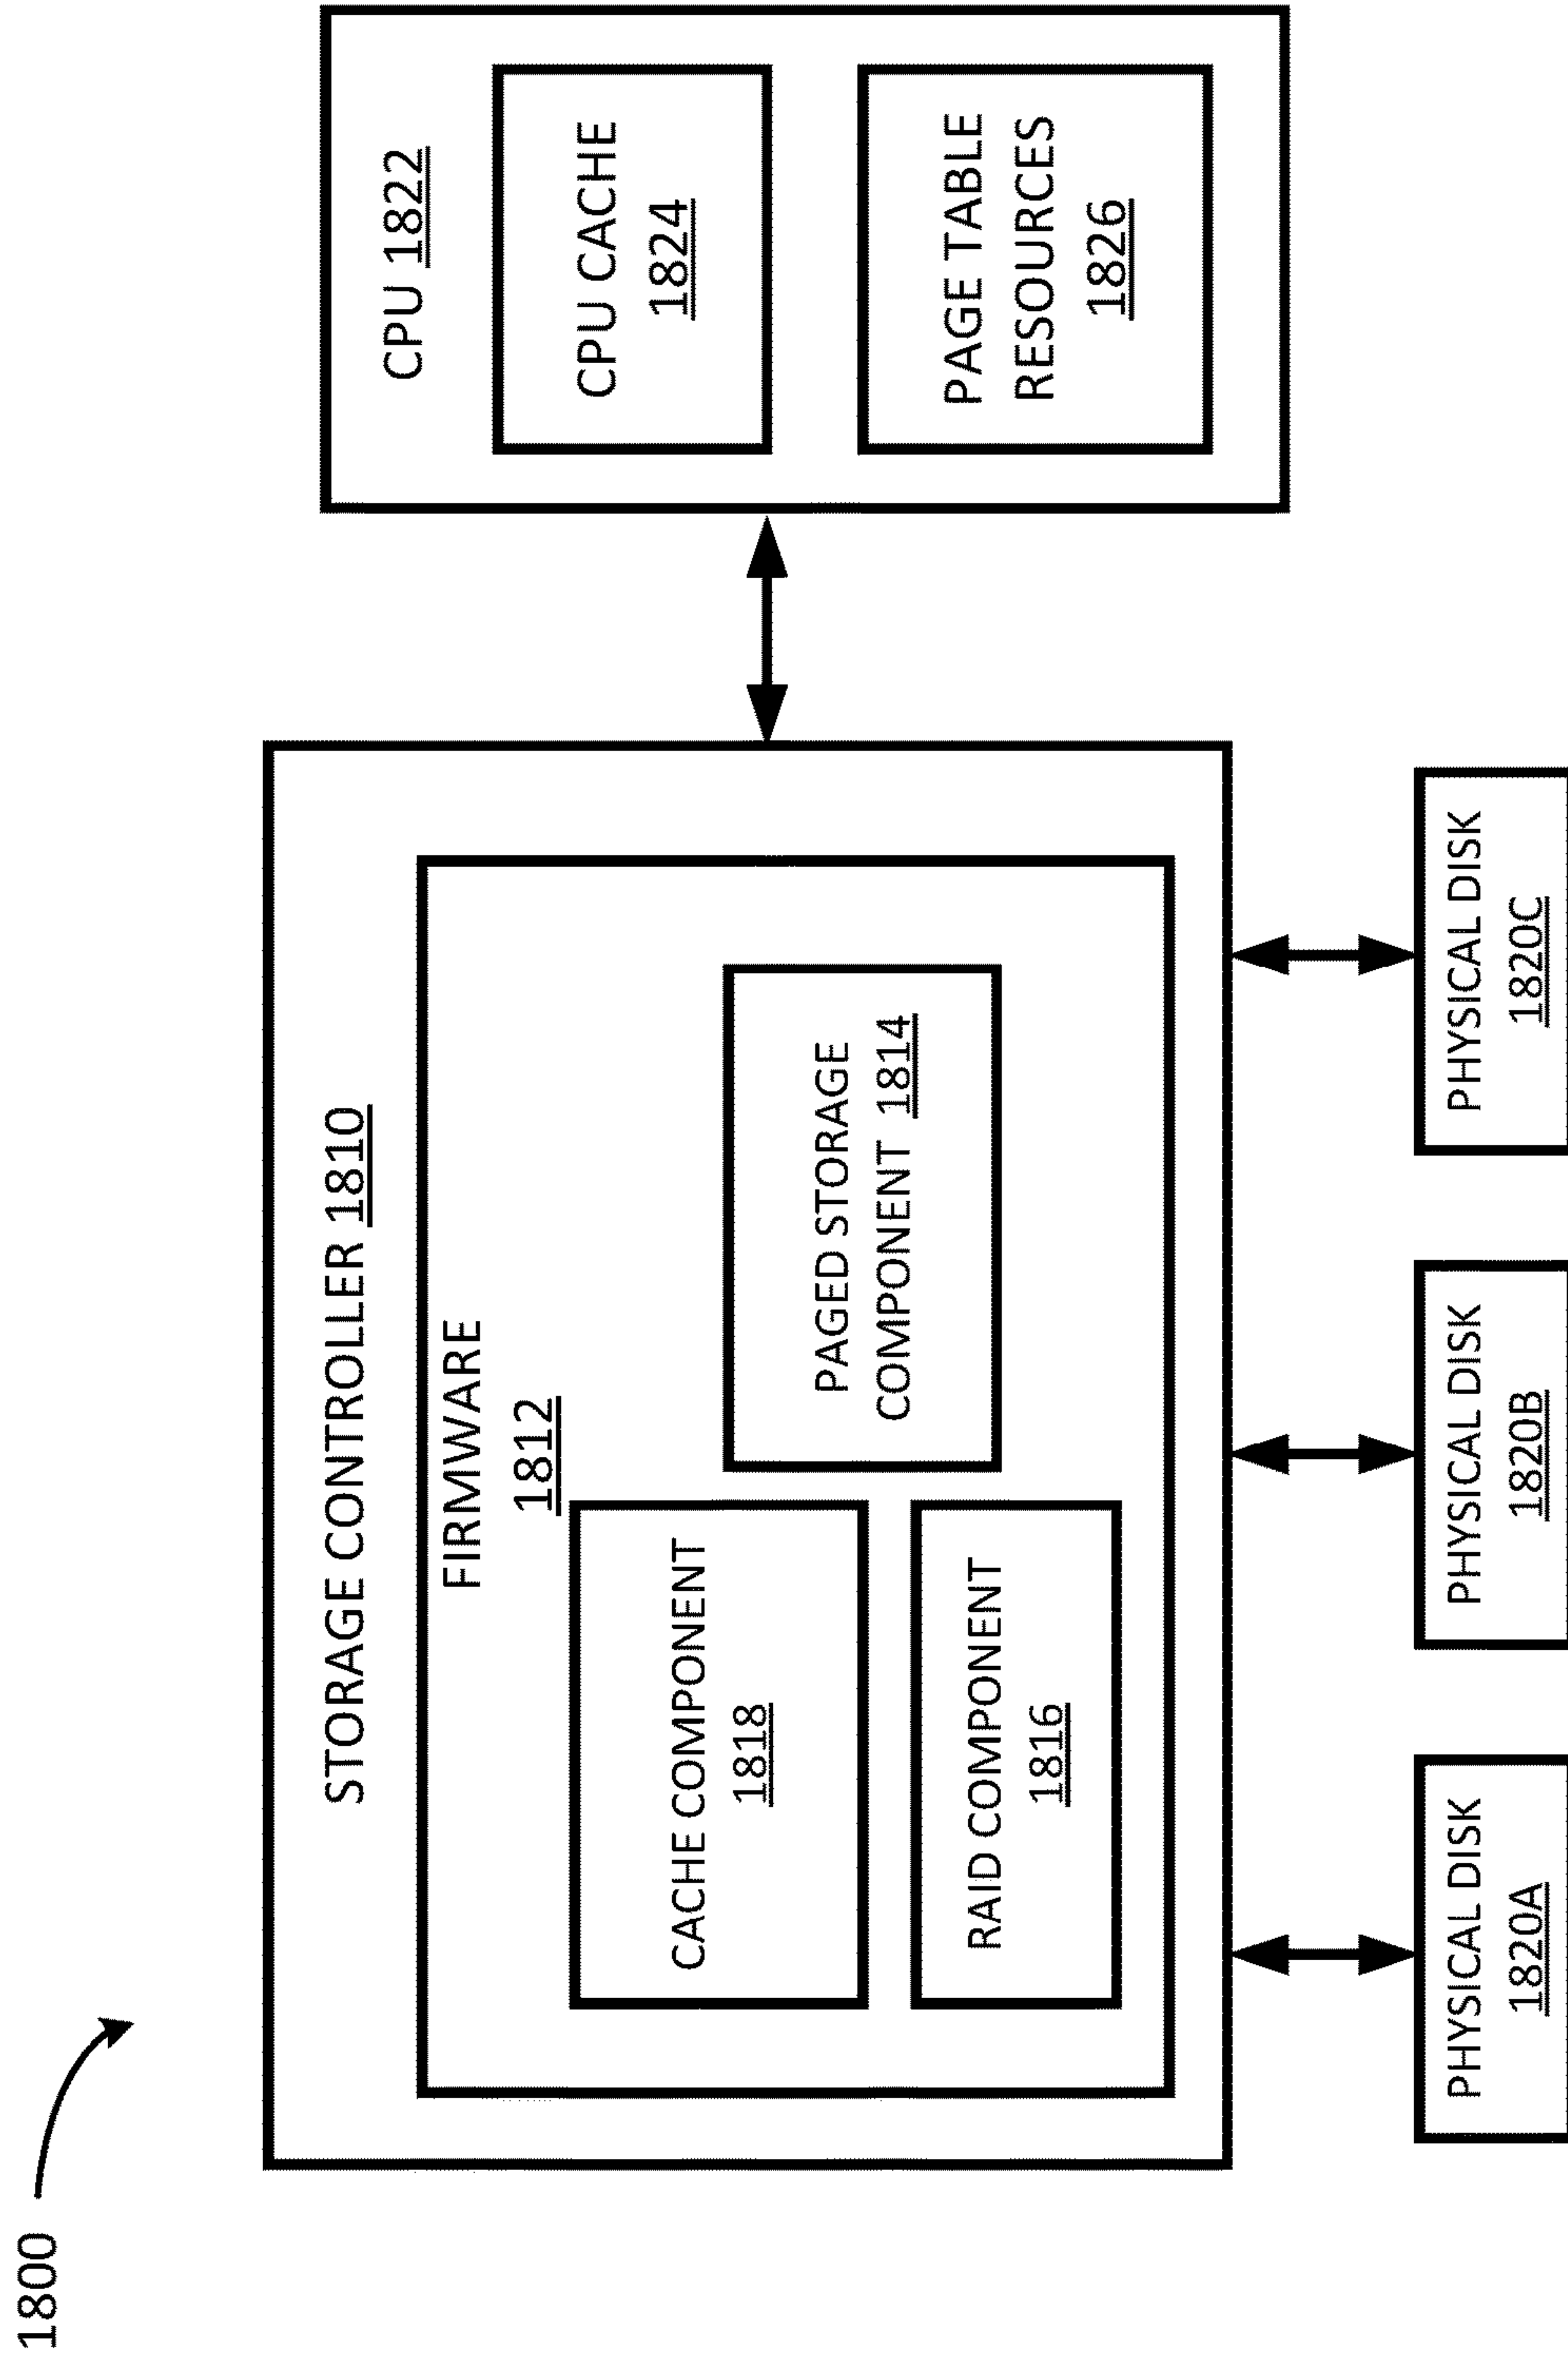 1800
STORAGE CONTROLLER 1810
FIRMWARE
1812
CACHE COMPONENT
1818
RAID COMPONENT
1816
PAGED STORAGE
COMPONENT 1814
CPU 1822
CPU CACHE
1824
PAGE TABLE
RESOURCES
1826
PHYSICAL DISK
1820A
PHYSICAL DISK
1820B
PHYSICAL DISK
1820C